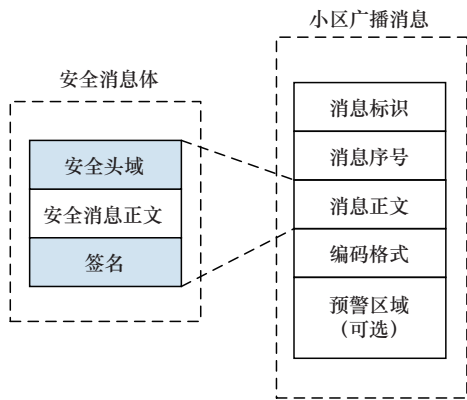 小区广播消息
安全消息体
安全头域
安全消息正文
签名
消息标识
消息序号
消息正文
编码格式
预警区域
（可选）